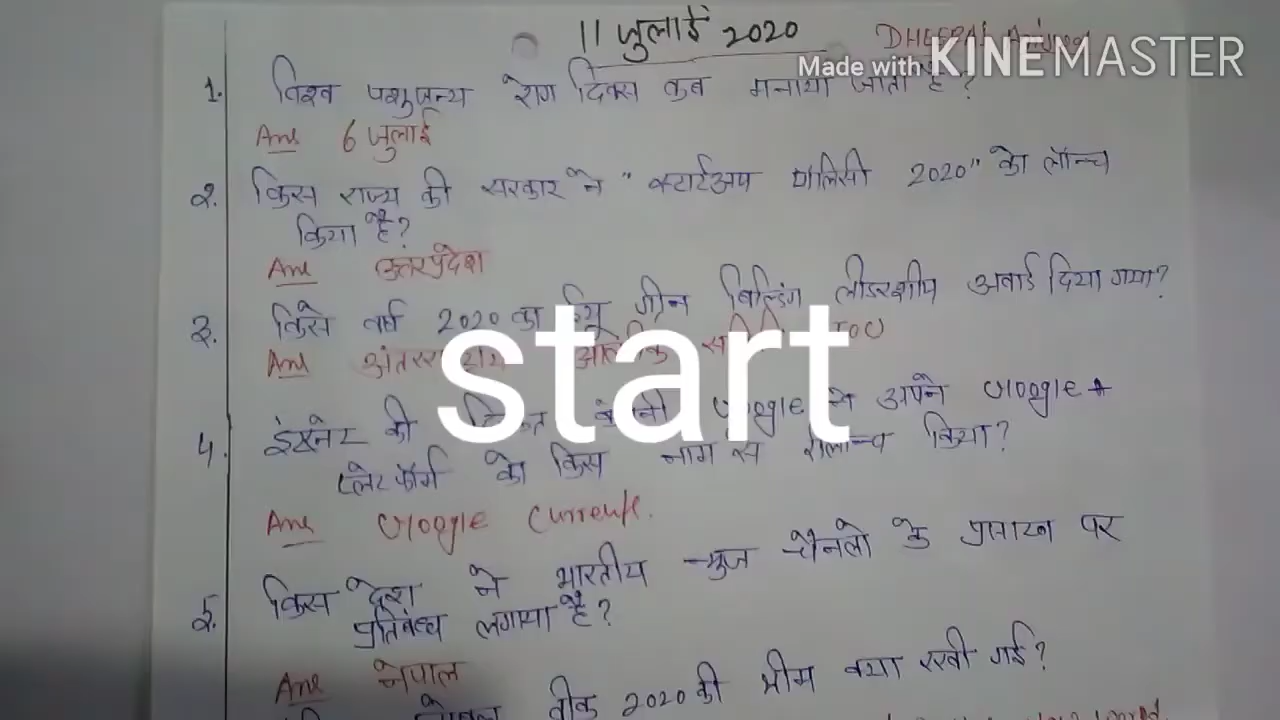 11 जुलाई 2020
DHEERAJ
Made with KINEMASTER
1. विश्व पशुजन्य रोग दिवस कब मनाया जाता है?
Ans 6 जुलाई
2. किस राज्य की सरकार ने "स्टार्टअप पॉलिसी 2020" को लॉन्च
किया है?
Ans उत्तरप्रदेश
3. किसे वर्ष 2020 का ग्रीन बिल्डिंग लीडरशीप अवार्ड दिया गया?
Ans
start
4. इंटरनेट की Google ने अपने Google+
प्लेटफॉर्म को किस नाम से रीलॉन्च किया?
Ans Google Currents.
5. किस देश ने भारतीय न्यूज चैनलो के प्रसारण पर
प्रतिबंध लगाया है?
Ans नेपाल
वीक 2020 की थीम क्या रखी गई?